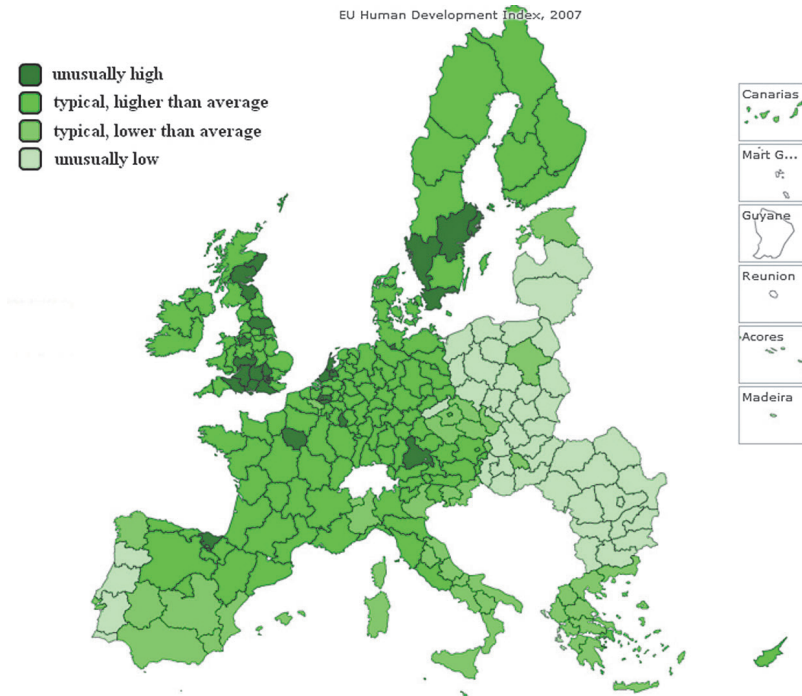 EU Human Development Index, 2007
unusually high
typical, higher than average
typical, lower than average
unusually low
Canarias
Mart G...
Guyane
Reunion
Acores
Madeira